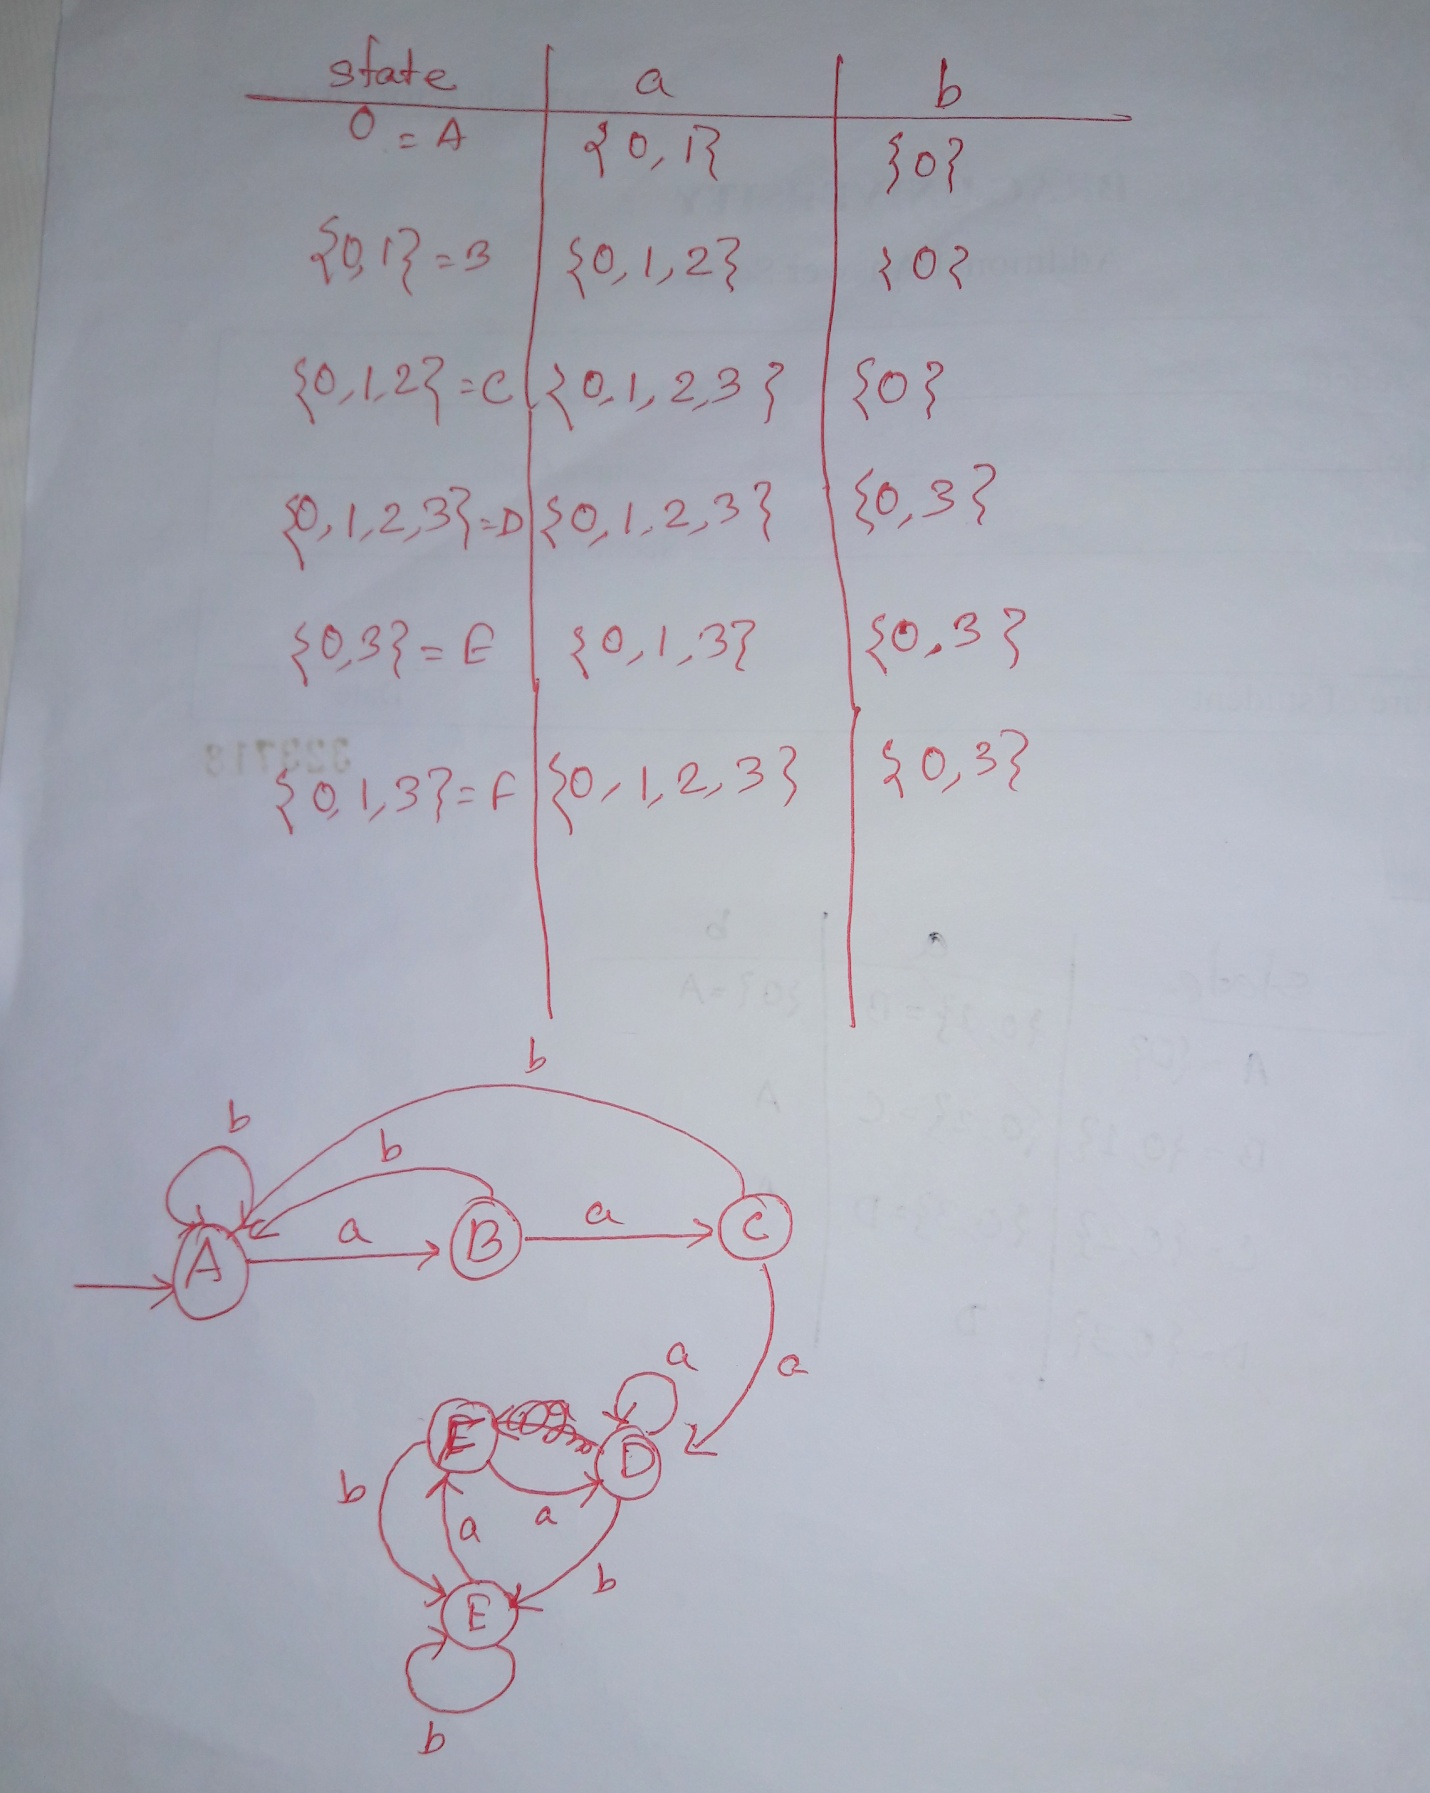 state a b
0 = A {0,1} {0}
{0,1} = B {0,1,2} {0}
{0,1,2} = C {0,1,2,3} {0}
{0,1,2,3} = D {0,1,2,3} {0,3}
{0,3} = E {0,1,3} {0,3}
323718
{0,1,3} = F {0,1,2,3} {0,3}
b
b
b
A a B a C
a
a
D
b a a
b
E
b